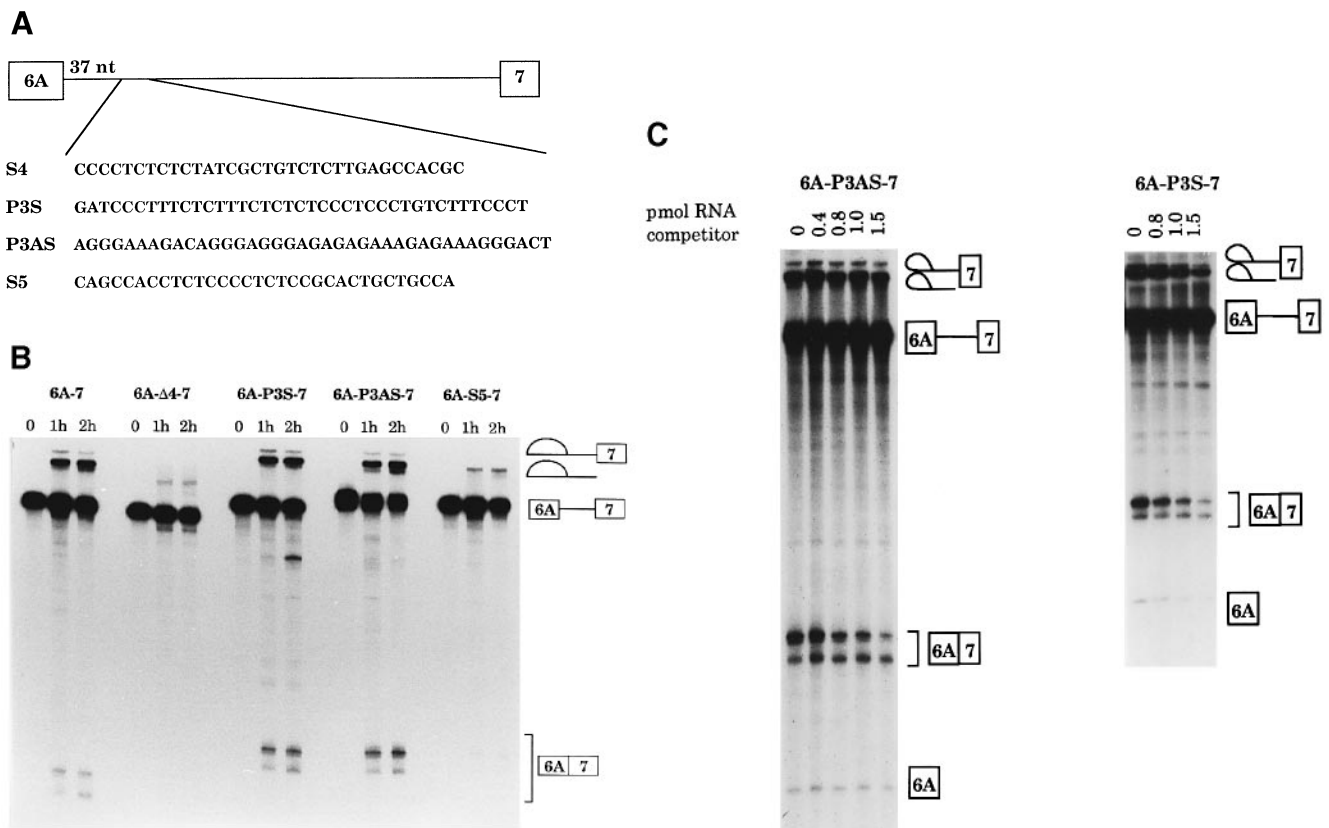 A
6A 37 nt 7
S4 CCCCTCTCTCTATCGCTGTCTCTTGAGCCACGC
P3S GATCCCTTTCTCTTTCTCTCTCCCTCCCTGTCTTTCCCT
P3AS AGGGAAAGACAGGGAGGGAGAGAGAAAGAGAAAGGGACT
S5 CAGCCACCTCTCCCCTCTCCGCACTGCTGCCA
B
6A-7 6A-Δ4-7 6A-P3S-7 6A-P3AS-7 6A-S5-7
0 1h 2h 0 1h 2h 0 1h 2h 0 1h 2h 0 1h 2h
7
6A 7
6A 7
C
6A-P3AS-7
pmol RNA
competitor
0 0.4 0.8 1.0 1.5
7
6A 7
6A 7
6A
6A-P3S-7
0 0.8 1.0 1.5
7
6A 7
6A 7
6A